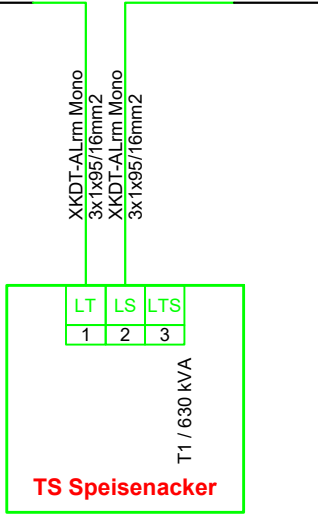 XKDT-ALrm Mono
3x1x95/16mm2
XKDT-ALrm Mono
3x1x95/16mm2
LT LS LTS
1 2 3
T1 / 630 kVA
TS Speisenacker